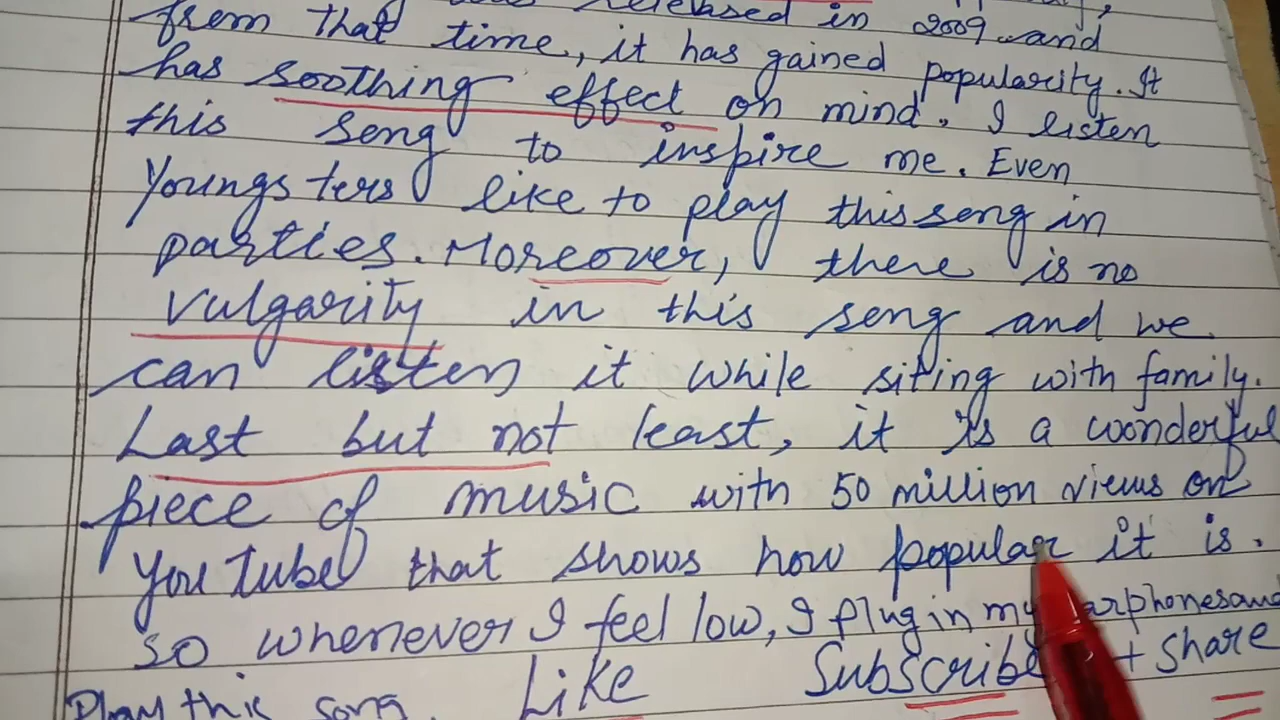 released in 2009 and
from that time, it has gained popularity. It
has soothing effect on mind. I listen
this song to inspire me. Even
Youngsters like to play this song in
parties. Moreover, there is no
vulgarity in this song and we
can listen it while siting with family.
Last but not least, it is a wonderful
piece of music with 50 million views on
YouTube that shows how popular it is.
so whenever I feel low, I plug in my earphones and
Play this song. Like Subscribe + Share